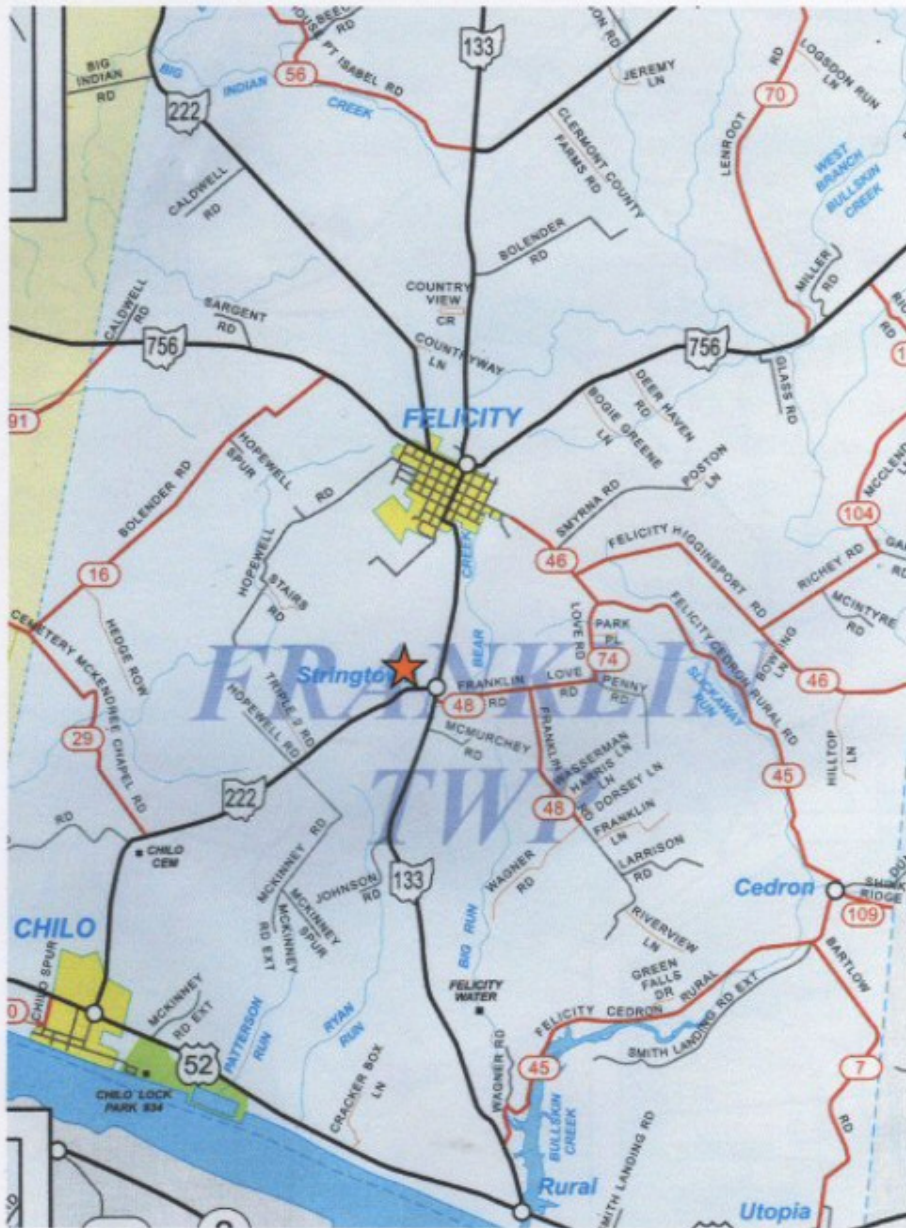 BEE
RD
PT ISABEL RD
56
133
BIG
INDIAN
RD
BIG
INDIAN
CREEK
222
JEREMY
LN
RD
70
LOGSDON RUN
LN
LENROOT
CLERMONT COUNTY
FARMS RD
WEST
BRANCH
BULLSKIN
CREEK
CALDWELL
RD
BOLENDER
RD
MILLER
RD
COUNTRY
VIEW
CR
CALDWELL
RD
SARGENT
RD
756
COUNTRYWAY
LN
756
GLASS RD
RD
91
FELICITY
DEER HAVEN
RD
BOGIE GREENE
LN
HOPEWELL
SPUR
BOLENDER RD
POSTON
LN
SMYRNA RD
104
HOPEWELL
RD
CREEK
46
FELICITY HIGGINSPORT RD
RICHEY RD
16
STAIRS
RD
MCINTYRE
RD
CEMETERY MCKENDREE CHAPEL RD
HEDGE ROW
LOVE RD
PARK
PL
FELICITY CEDRON RURAL RD
BOWLING
LN
BEAR
FRANKLIN
TWP
74
SLICKAWAY
RUN
46
FRANKLIN
RD
LOVE
RD
PENNY
RD
48
29
TRIPLE 2 RD
HOPEWELL RD
MCMURCHEY
RD
FRANKLIN
RD
WASSERMAN
LN
HARRIS LN
DORSEY LN
45
HILLTOP
LN
222
48
FRANKLIN
LN
RD
CHILO
CEM
LARRISON
RD
WAGNER
RD
133
JOHNSON
RD
MCKINNEY
RD
MCKINNEY
SPUR
MCKINNEY
RD EXT
Cedron
RIDGE
109
CHILO
RIVERVIEW
LN
BIG RUN
BARTLOW
RD
CHILO SPUR
FELICITY
WATER
GREEN
FALLS
DR
MCKINNEY
RD EXT
FELICITY CEDRON RURAL
SMITH LANDING RD EXT
PATTERSON
RUN
RYAN
RUN
52
WAGNER RD
45
7
CHILO LOCK
PARK #34
CRACKER BOX
LN
BULLSKIN
CREEK
Rural
Utopia